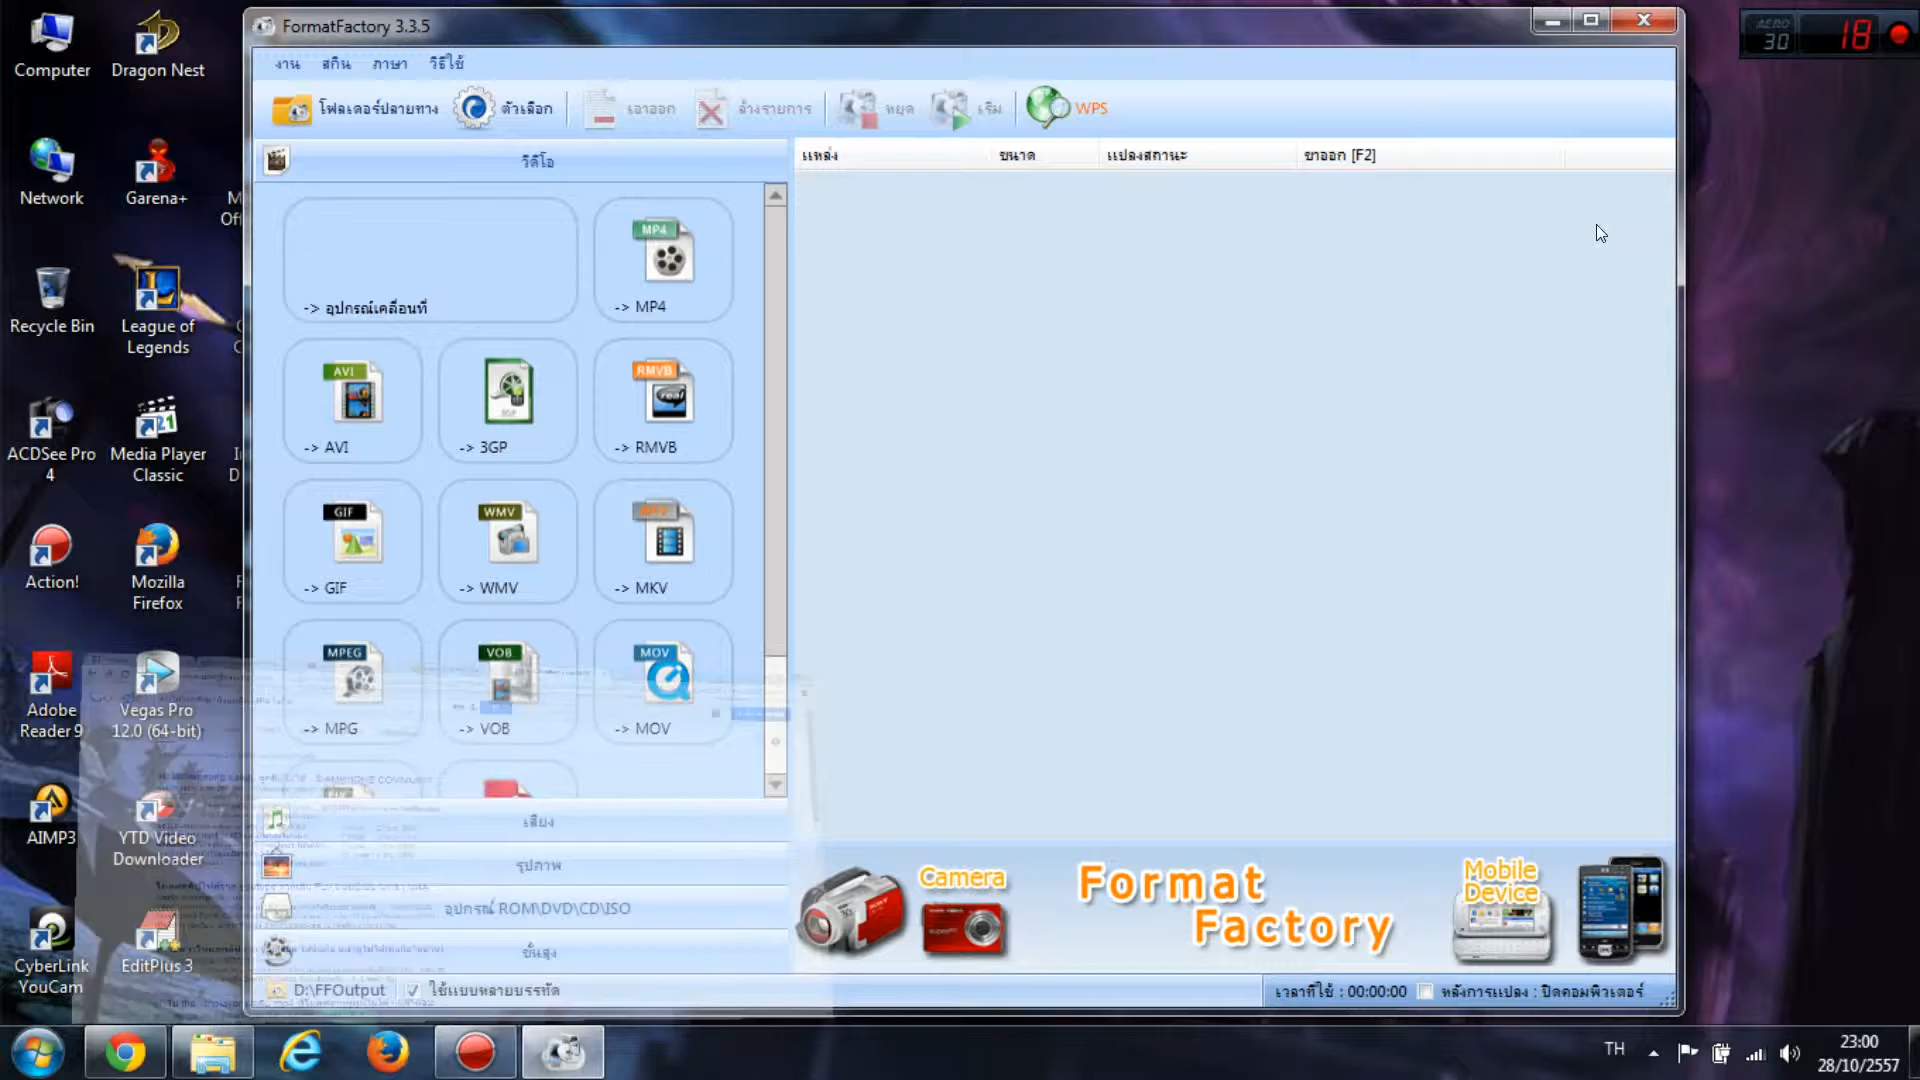 FormatFactory 3.3.5
งาน สกิน ภาษา วิธีใช้
โฟลเดอร์ปลายทาง ตัวเลือก เอาออก ล้างรายการ หยุด เริ่ม WPS
วีดีโอ
แหล่ง ขนาด แปลงสถานะ ขาออก [F2]
-> อุปกรณ์เคลื่อนที่
MP4
-> MP4
AVI
-> AVI
3GP
-> 3GP
RMVB
real
-> RMVB
GIF
-> GIF
WMV
-> WMV
-> MKV
MPEG
-> MPG
VOB
-> VOB
MOV
-> MOV
เสียง
รูปภาพ
อุปกรณ์ ROM\DVD\CD\ISO
ขั้นสูง
D:\FFOutput ใช้แบบหลายบรรทัด
Camera
Format
Factory
Mobile
Device
เวลาที่ใช้ : 00:00:00 หลังการแปลง : ปิดคอมพิวเตอร์
Computer
Dragon Nest
Network
Garena+
Recycle Bin
League of
Legends
ACDSee Pro
4
Media Player
Classic
Action!
Mozilla
Firefox
Adobe
Reader 9
Vegas Pro
12.0 (64-bit)
AIMP3
YTD Video
Downloader
CyberLink
YouCam
EditPlus 3
AERO
30
18
TH
23:00
28/10/2557